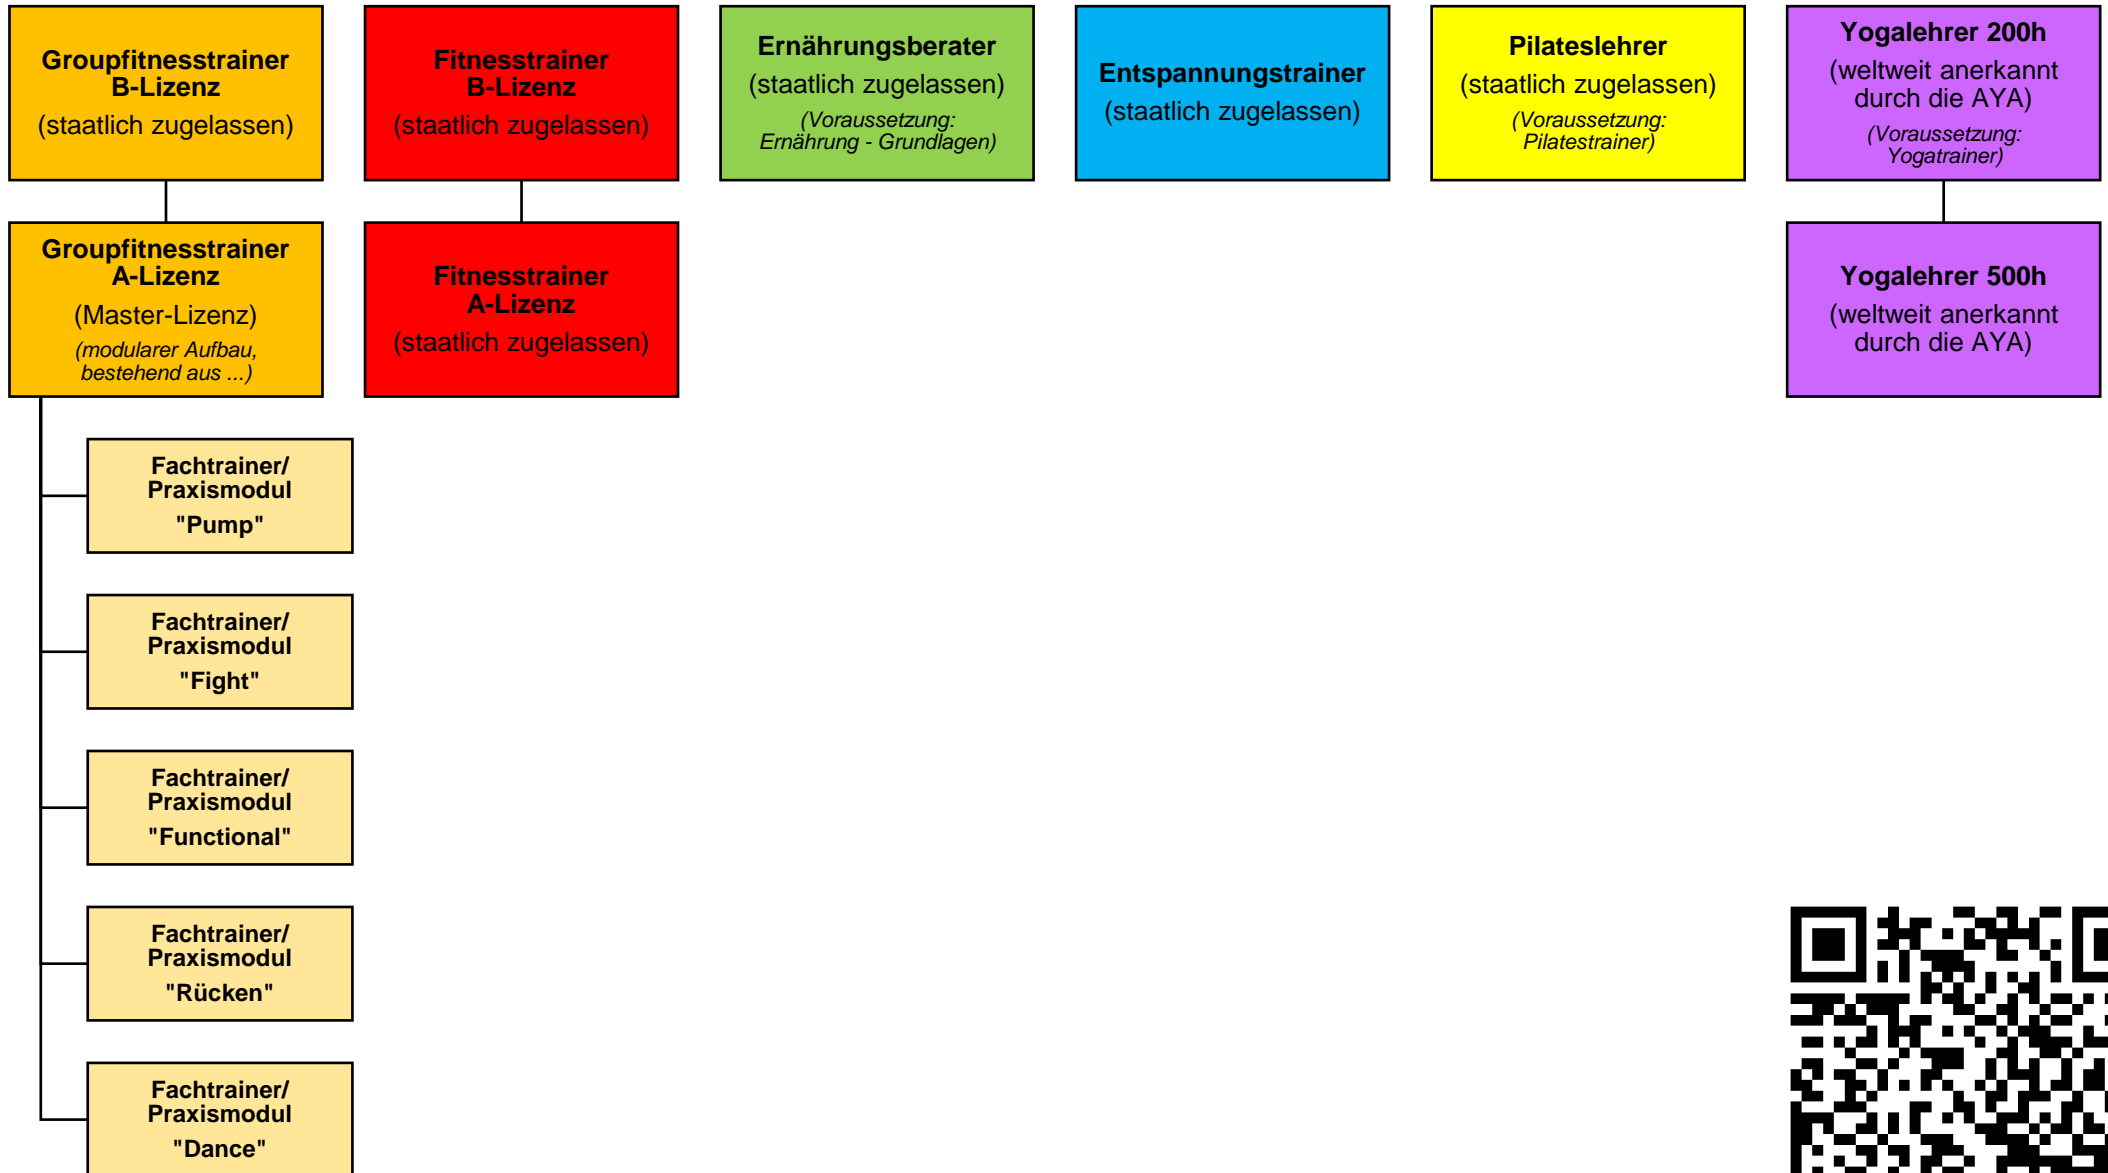 Groupfitnesstrainer
B-Lizenz
(staatlich zugelassen)
Fitnesstrainer
B-Lizenz
(staatlich zugelassen)
Ernährungsberater
(staatlich zugelassen)
(Voraussetzung:
Ernährung - Grundlagen)
Entspannungstrainer
(staatlich zugelassen)
Pilateslehrer
(staatlich zugelassen)
(Voraussetzung:
Pilatestrainer)
Yogalehrer 200h
(weltweit anerkannt
durch die AYA)
(Voraussetzung:
Yogatrainer)
Groupfitnesstrainer
A-Lizenz
(Master-Lizenz)
(modularer Aufbau,
bestehend aus ...)
Fitnesstrainer
A-Lizenz
(staatlich zugelassen)
Yogalehrer 500h
(weltweit anerkannt
durch die AYA)
Fachtrainer/
Praxismodul
"Pump"
Fachtrainer/
Praxismodul
"Fight"
Fachtrainer/
Praxismodul
"Functional"
Fachtrainer/
Praxismodul
"Rücken"
Fachtrainer/
Praxismodul
"Dance"